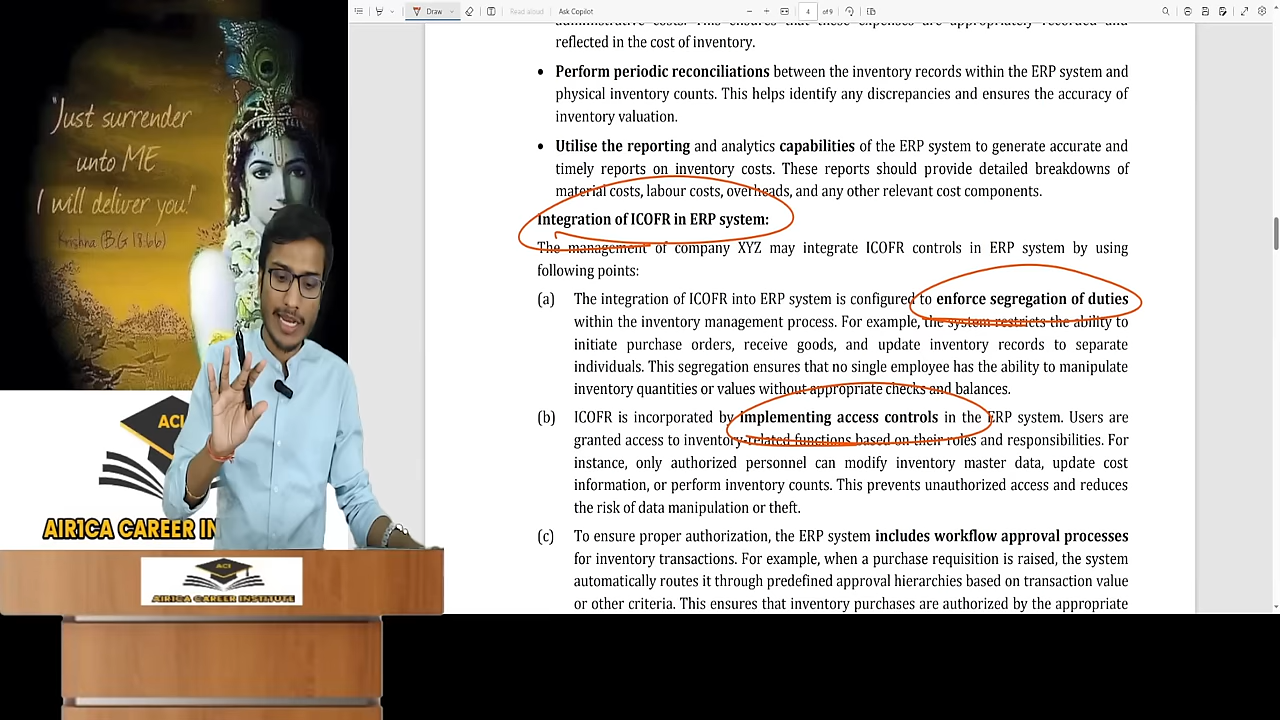 "Just surrender
unto ME
I will deliver you!"
Krishna (BG 18:66)
ACI
AIR1CA CAREER IN
ACI
AIR1CA CAREER INSTITUTE
Draw
Read aloud
Ask Copilot
4
of 9
reflected in the cost of inventory.
• Perform periodic reconciliations between the inventory records within the ERP system and
physical inventory counts. This helps identify any discrepancies and ensures the accuracy of
inventory valuation.
• Utilise the reporting and analytics capabilities of the ERP system to generate accurate and
timely reports on inventory costs. These reports should provide detailed breakdowns of
material costs, labour costs, overheads, and any other relevant cost components.
Integration of ICOFR in ERP system:
The management of company XYZ may integrate ICOFR controls in ERP system by using
following points:
(a) The integration of ICOFR into ERP system is configured to enforce segregation of duties
within the inventory management process. For example, the system restricts the ability to
initiate purchase orders, receive goods, and update inventory records to separate
individuals. This segregation ensures that no single employee has the ability to manipulate
inventory quantities or values without appropriate checks and balances.
(b) ICOFR is incorporated by implementing access controls in the ERP system. Users are
granted access to inventory-related functions based on their roles and responsibilities. For
instance, only authorized personnel can modify inventory master data, update cost
information, or perform inventory counts. This prevents unauthorized access and reduces
the risk of data manipulation or theft.
(c) To ensure proper authorization, the ERP system includes workflow approval processes
for inventory transactions. For example, when a purchase requisition is raised, the system
automatically routes it through predefined approval hierarchies based on transaction value
or other criteria. This ensures that inventory purchases are authorized by the appropriate